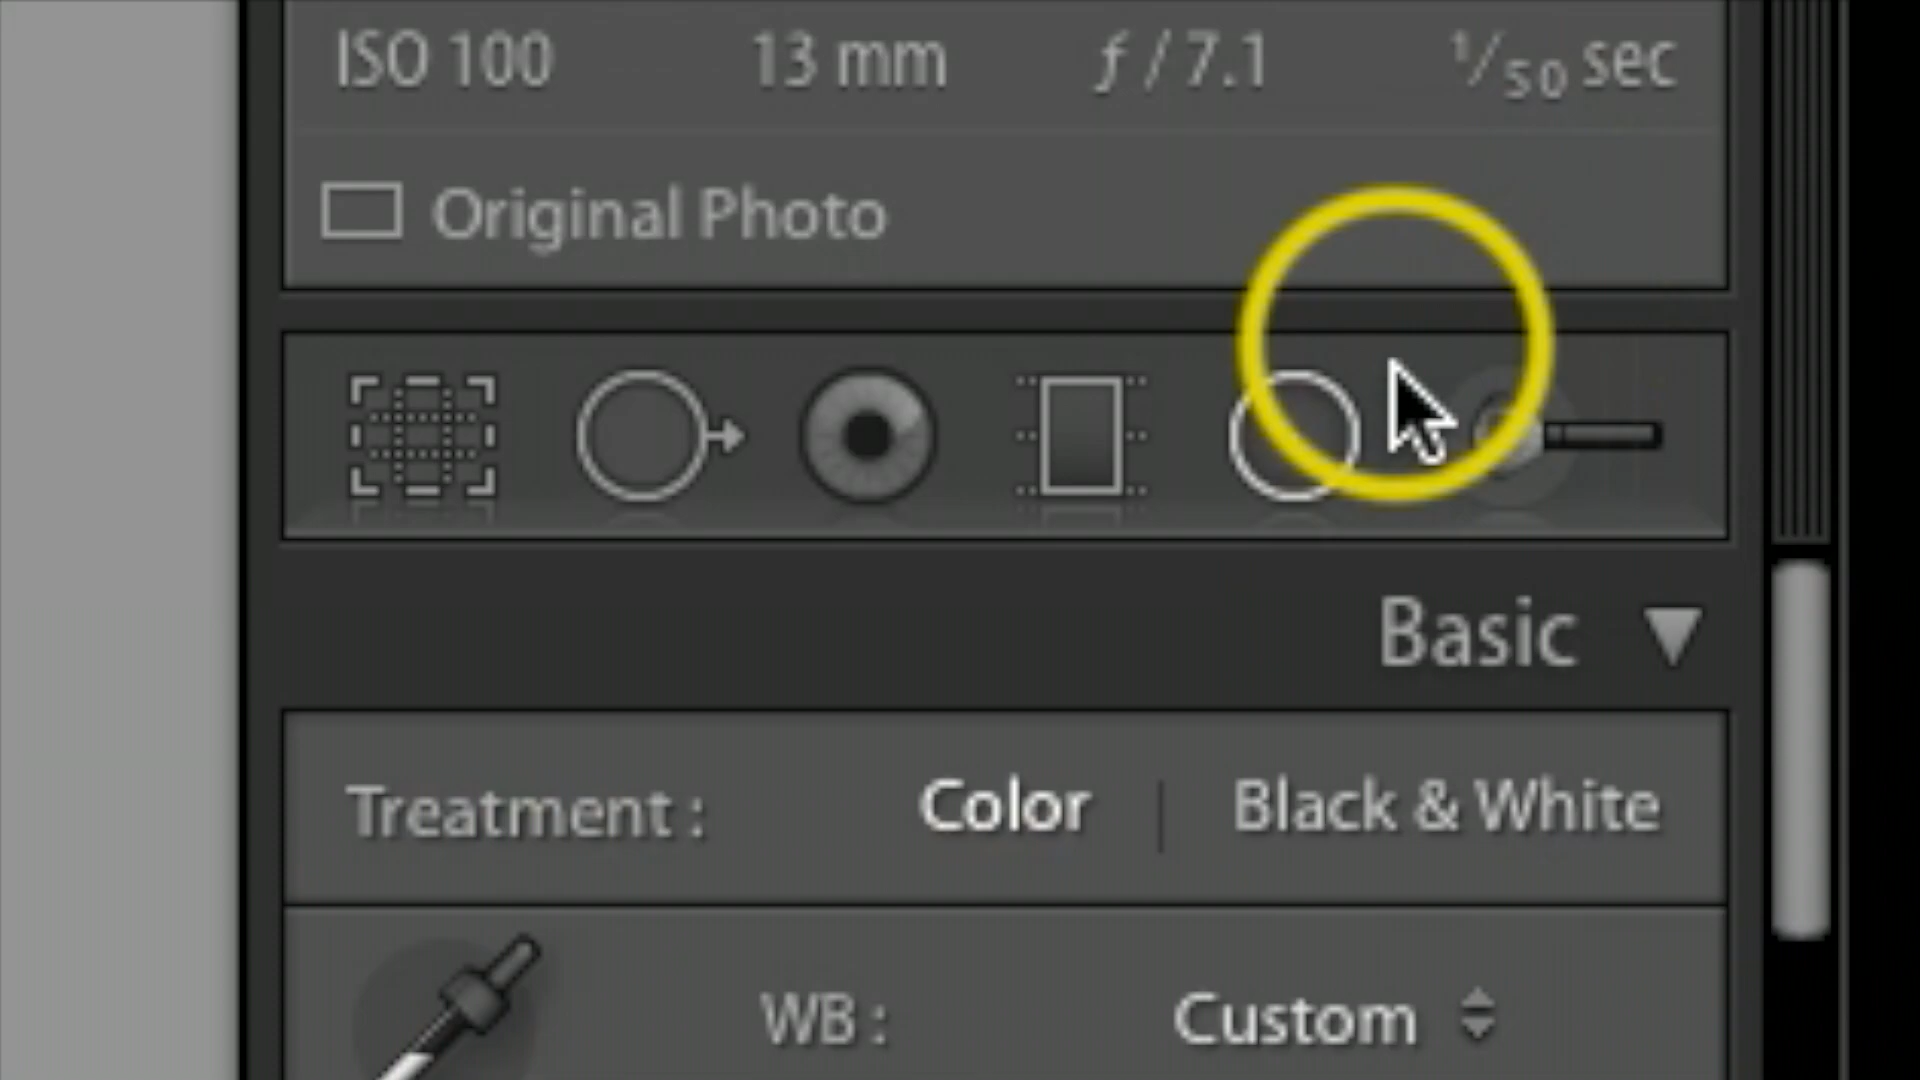 ISO 100 13 mm ƒ / 7.1 1/50 sec
Original Photo
Basic
Treatment : Color | Black & White
WB : Custom